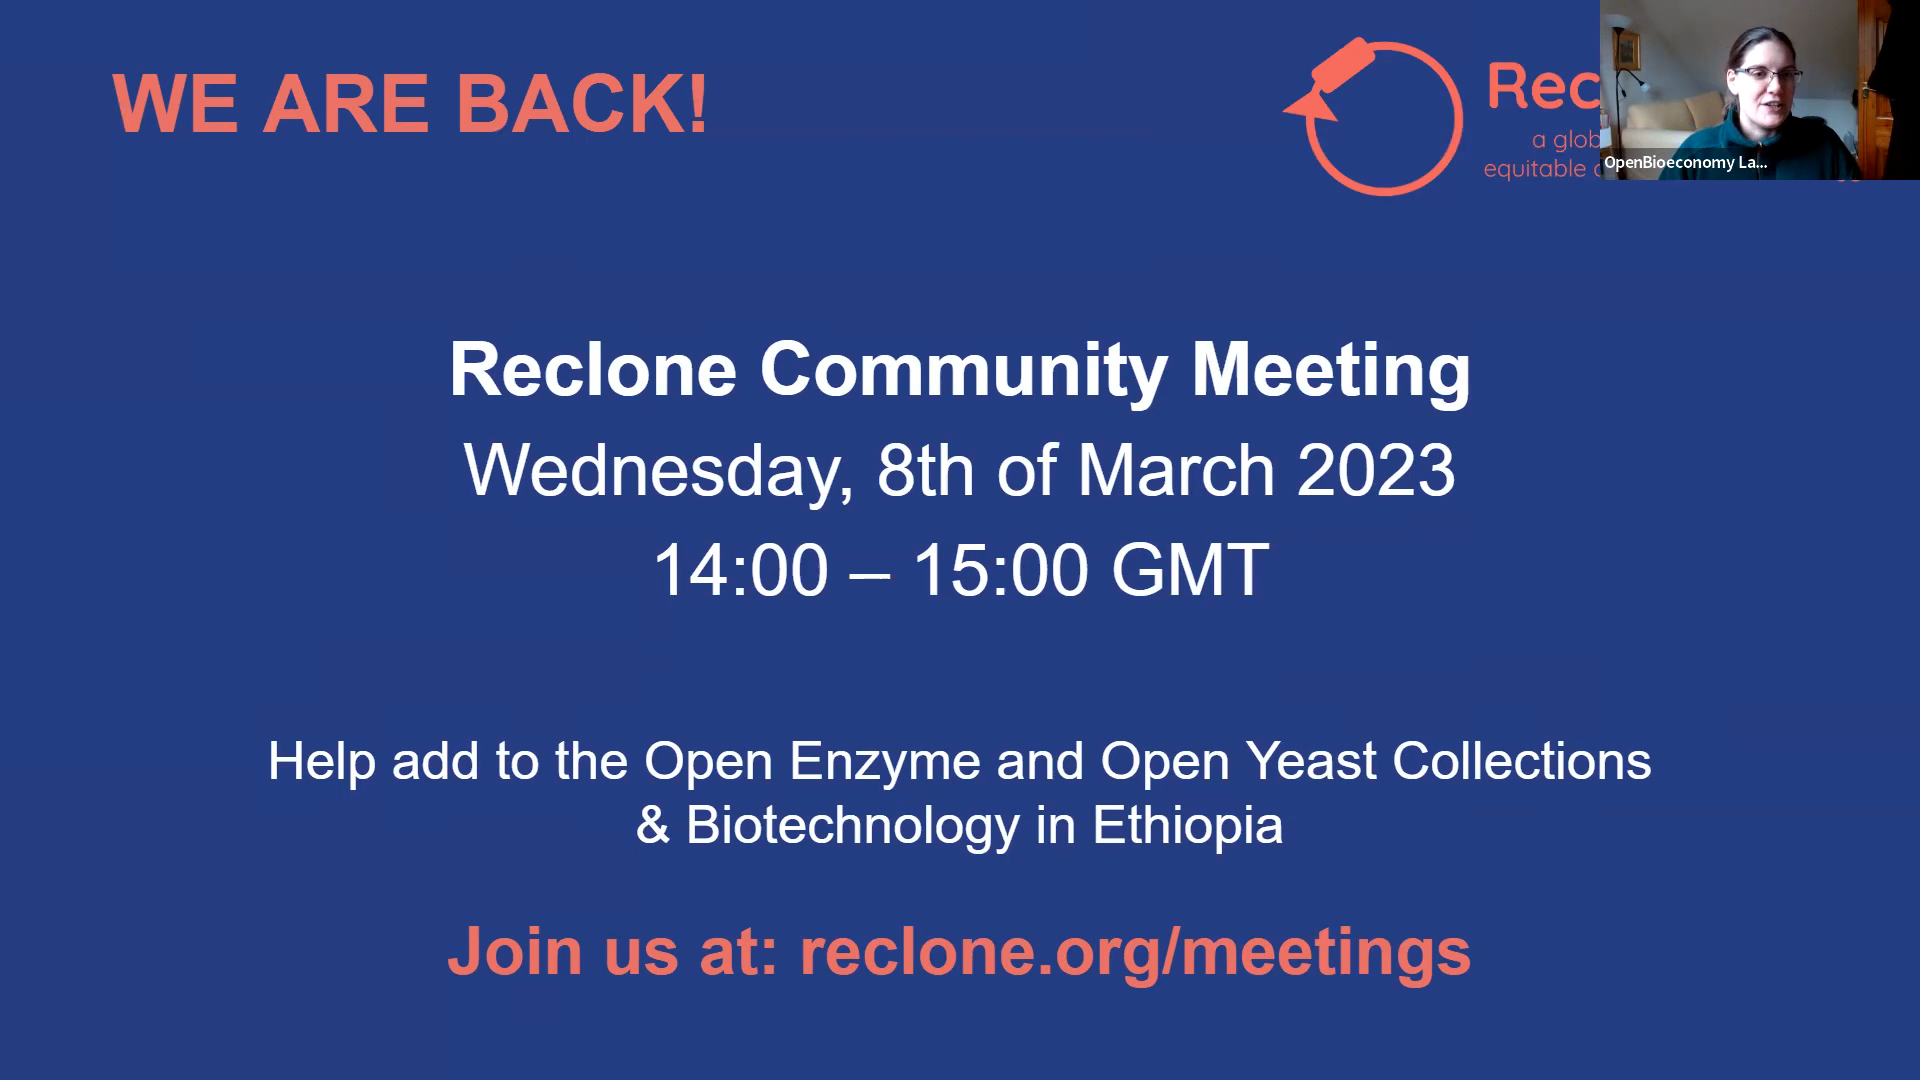 WE ARE BACK!
Rec
a glob
equitable
OpenBioeconomy La...
Reclone Community Meeting
Wednesday, 8th of March 2023
14:00 – 15:00 GMT
Help add to the Open Enzyme and Open Yeast Collections
& Biotechnology in Ethiopia
Join us at: reclone.org/meetings